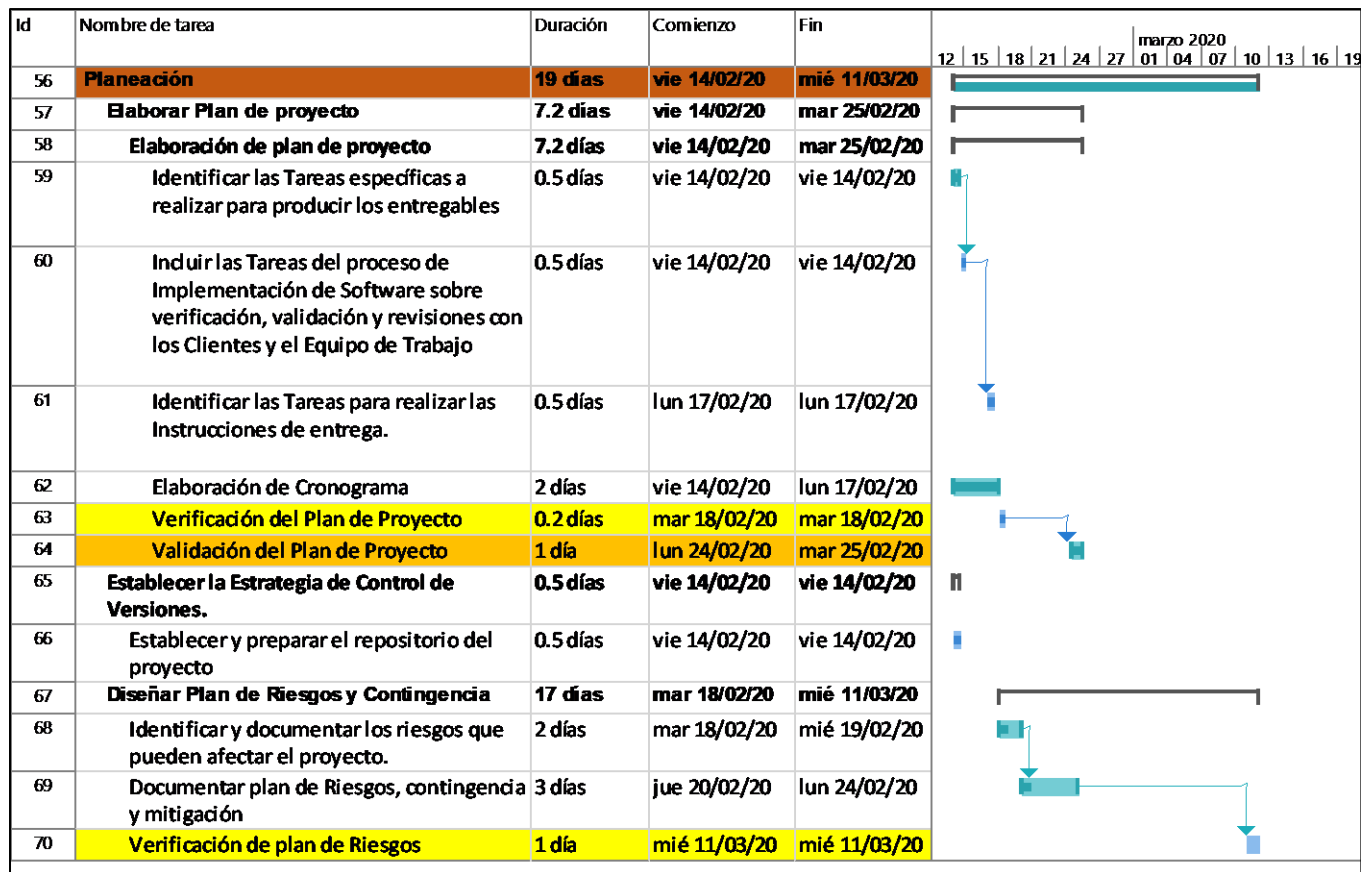 Id Nombre de tarea Duración Comienzo Fin
marzo 2020
12 15 18 21 24 27 01 04 07 10 13 16 19
56 Planeación 19 días vie 14/02/20 mié 11/03/20
57 Elaborar Plan de proyecto 7.2 días vie 14/02/20 mar 25/02/20
58 Elaboración de plan de proyecto 7.2 días vie 14/02/20 mar 25/02/20
59 Identificar las Tareas específicas a 0.5 días vie 14/02/20 vie 14/02/20
realizar para producir los entregables
60 Incluir las Tareas del proceso de 0.5 días vie 14/02/20 vie 14/02/20
Implementación de Software sobre
verificación, validación y revisiones con
los Clientes y el Equipo de Trabajo
61 Identificar las Tareas para realizar las 0.5 días lun 17/02/20 lun 17/02/20
Instrucciones de entrega.
62 Elaboración de Cronograma 2 días vie 14/02/20 lun 17/02/20
63 Verificación del Plan de Proyecto 0.2 días mar 18/02/20 mar 18/02/20
64 Validación del Plan de Proyecto 1 día lun 24/02/20 mar 25/02/20
65 Establecer la Estrategia de Control de 0.5 días vie 14/02/20 vie 14/02/20
Versiones.
66 Establecer y preparar el repositorio del 0.5 días vie 14/02/20 vie 14/02/20
proyecto
67 Diseñar Plan de Riesgos y Contingencia 17 días mar 18/02/20 mié 11/03/20
68 Identificar y documentar los riesgos que 2 días mar 18/02/20 mié 19/02/20
pueden afectar el proyecto.
69 Documentar plan de Riesgos, contingencia 3 días jue 20/02/20 lun 24/02/20
y mitigación
70 Verificación de plan de Riesgos 1 día mié 11/03/20 mié 11/03/20